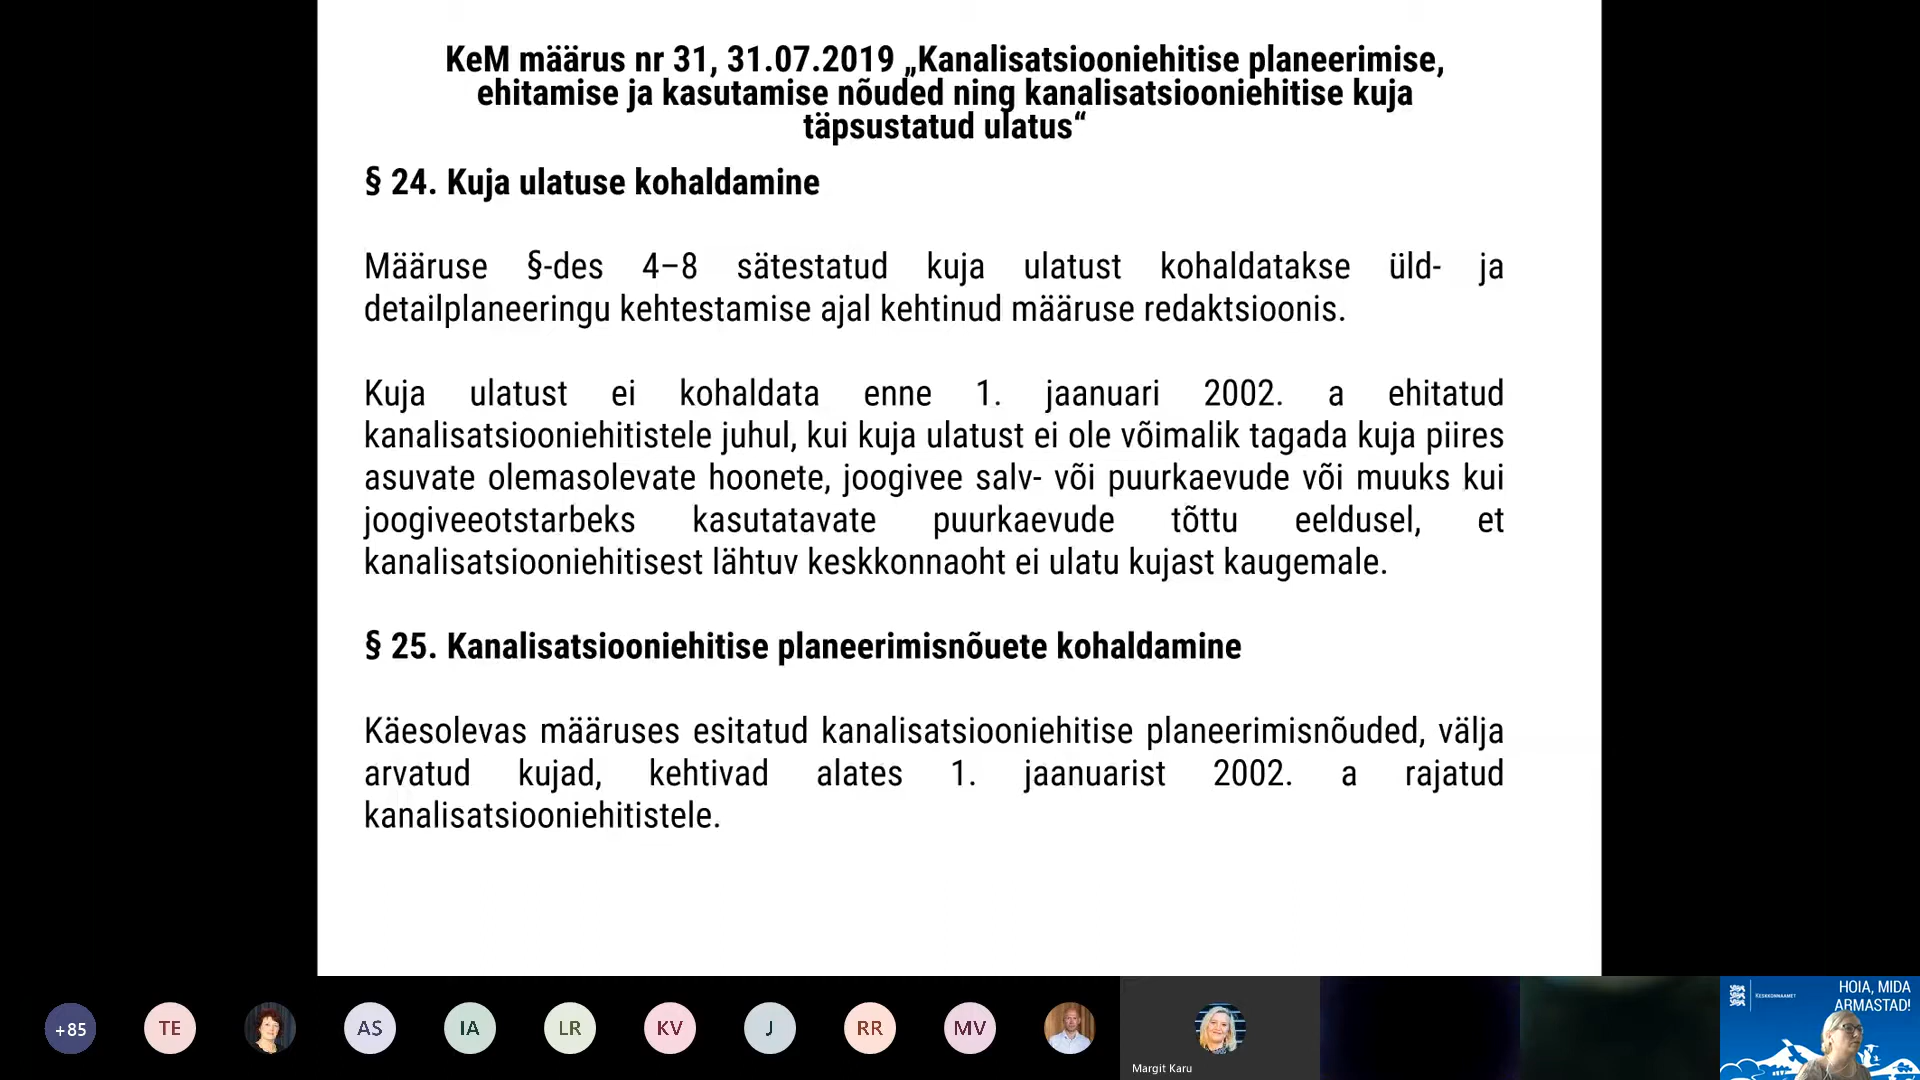 KeM määrus nr 31, 31.07.2019 „Kanalisatsiooniehitise planeerimise,
ehitamise ja kasutamise nõuded ning kanalisatsiooniehitise kuja
täpsustatud ulatus“
§ 24. Kuja ulatuse kohaldamine
Määruse §-des 4–8 sätestatud kuja ulatust kohaldatakse üld- ja
detailplaneeringu kehtestamise ajal kehtinud määruse redaktsioonis.
Kuja ulatust ei kohaldata enne 1. jaanuari 2002. a ehitatud
kanalisatsiooniehitistele juhul, kui kuja ulatust ei ole võimalik tagada kuja piires
asuvate olemasolevate hoonete, joogivee salv- või puurkaevude või muuks kui
joogiveeotstarbeks kasutatavate puurkaevude tõttu eeldusel, et
kanalisatsiooniehitisest lähtuv keskkonnaoht ei ulatu kujast kaugemale.
§ 25. Kanalisatsiooniehitise planeerimisnõuete kohaldamine
Käesolevas määruses esitatud kanalisatsiooniehitise planeerimisnõuded, välja
arvatud kujad, kehtivad alates 1. jaanuarist 2002. a rajatud
kanalisatsiooniehitistele.
+85 TE AS IA LR KV J RR MV
Margit Karu
KESKKONNAAMET
HOIA, MIDA
ARMASTAD!